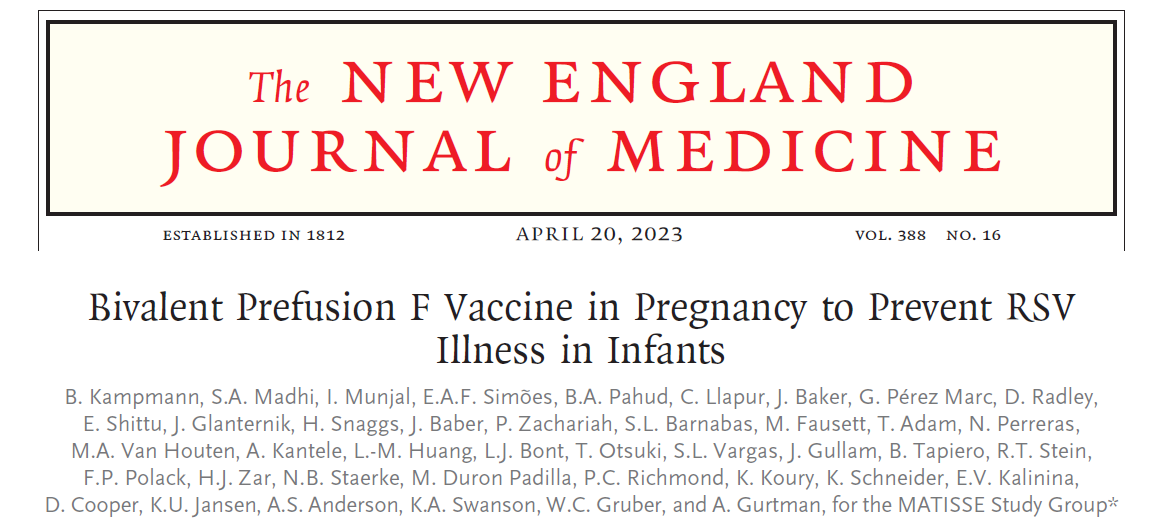 The NEW ENGLAND
JOURNAL of MEDICINE
ESTABLISHED IN 1812 APRIL 20, 2023 VOL. 388 NO. 16
Bivalent Prefusion F Vaccine in Pregnancy to Prevent RSV
Illness in Infants
B. Kampmann, S.A. Madhi, I. Munjal, E.A.F. Simões, B.A. Pahud, C. Llapur, J. Baker, G. Pérez Marc, D. Radley,
E. Shittu, J. Glanternik, H. Snaggs, J. Baber, P. Zachariah, S.L. Barnabas, M. Fausett, T. Adam, N. Perreras,
M.A. Van Houten, A. Kantele, L.-M. Huang, L.J. Bont, T. Otsuki, S.L. Vargas, J. Gullam, B. Tapiero, R.T. Stein,
F.P. Polack, H.J. Zar, N.B. Staerke, M. Duron Padilla, P.C. Richmond, K. Koury, K. Schneider, E.V. Kalinina,
D. Cooper, K.U. Jansen, A.S. Anderson, K.A. Swanson, W.C. Gruber, and A. Gurtman, for the MATISSE Study Group*